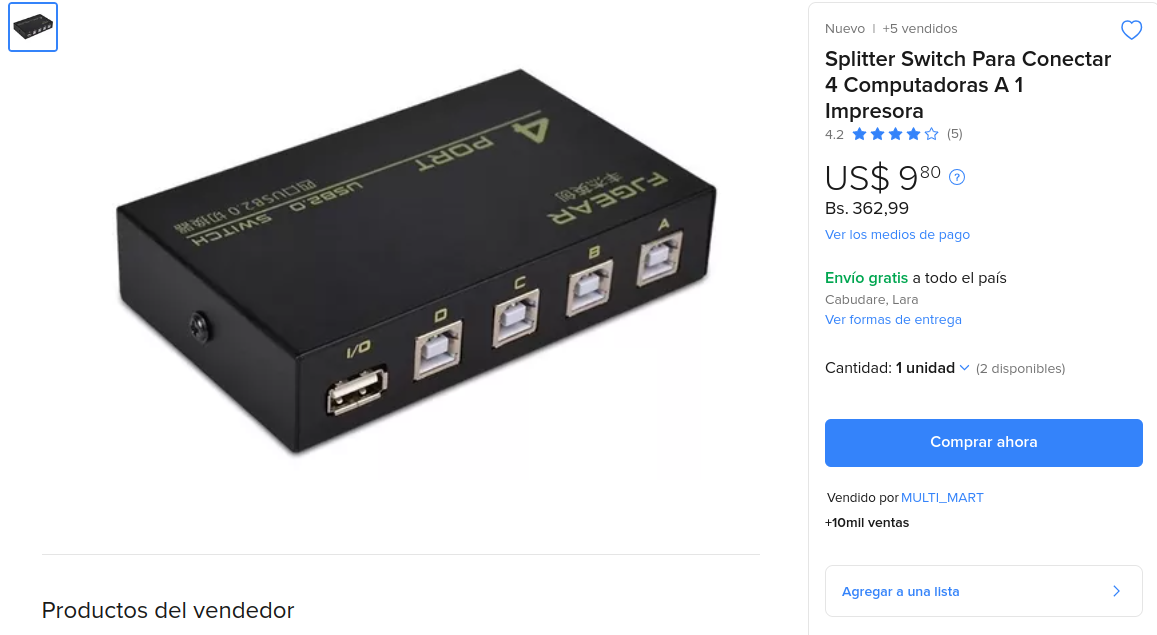 Nuevo | +5 vendidos
Splitter Switch Para Conectar
4 Computadoras A 1
Impresora
4.2 (5)
US$ 9 80 ?
Bs. 362,99
Ver los medios de pago
Envío gratis a todo el país
Cabudare, Lara
Ver formas de entrega
Cantidad: 1 unidad (2 disponibles)
Comprar ahora
Vendido por MULTI_MART
+10mil ventas
Agregar a una lista
4 PORT
USB2.0 SWITCH
四口USB2.0 切换器
FJGEAR
丰杰英创
A
B
C
D
I/O
Productos del vendedor